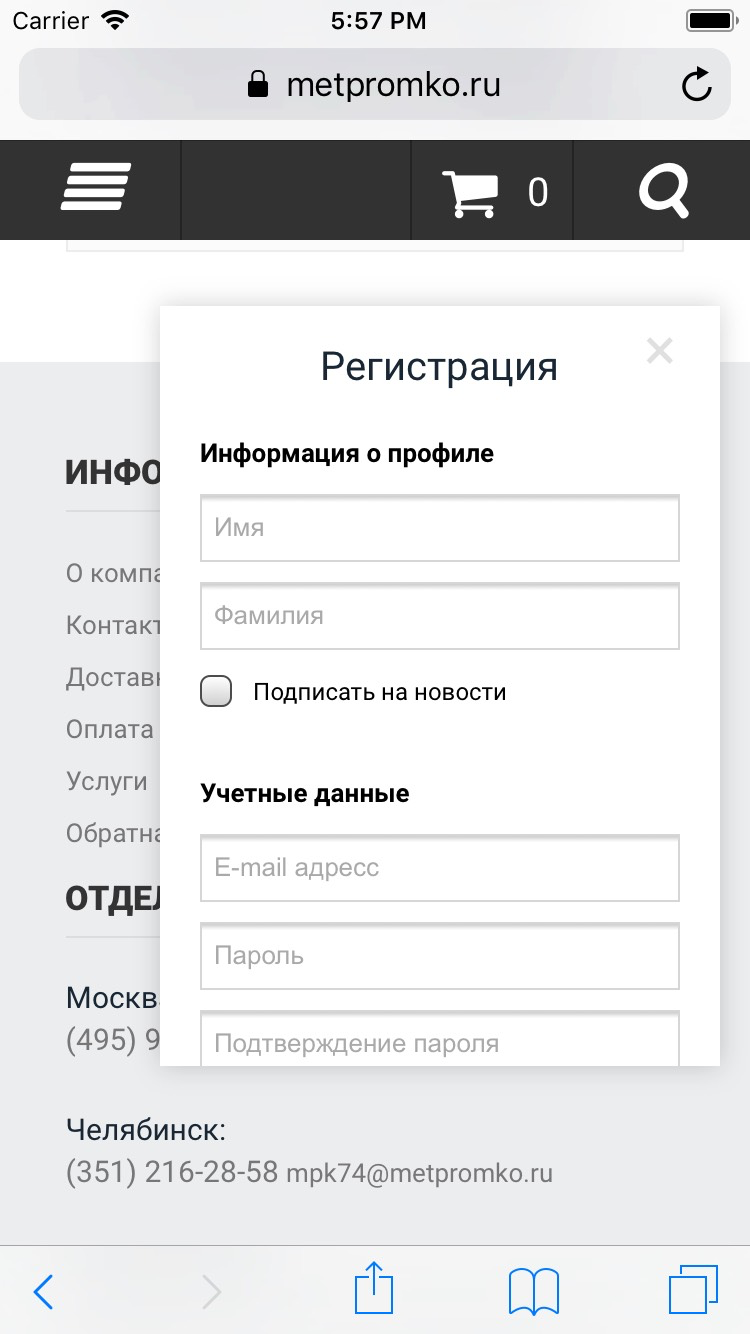 Carrier 5:57 PM
metpromko.ru
0
Регистрация
Информация о профиле
Имя
Фамилия
Подписать на новости
Учетные данные
E-mail адресс
Пароль
Подтверждение пароля
ИНФО
О компа
Контакт
Доставк
Оплата
Услуги
Обратна
ОТДЕЛ
Москва
(495) 9
Челябинск:
(351) 216-28-58 mpk74@metpromko.ru